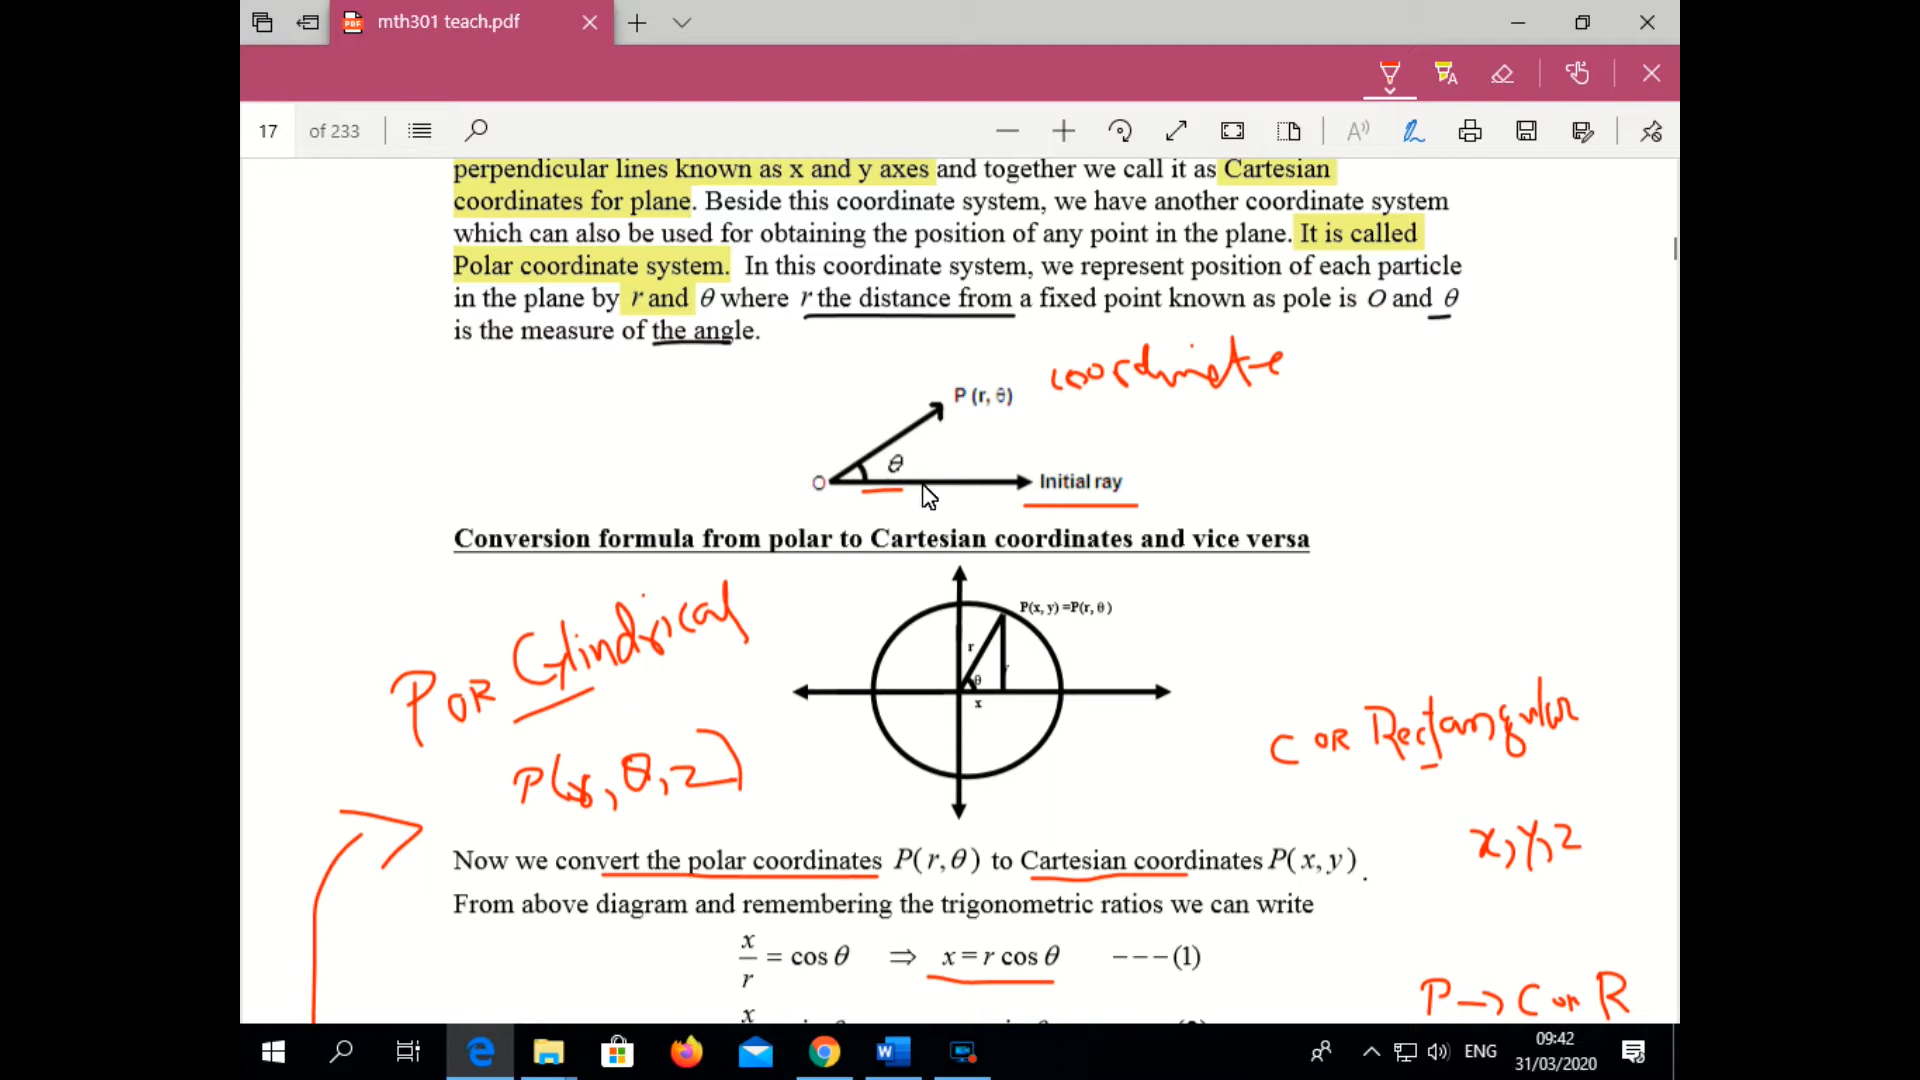 mth301 teach.pdf
17 of 233
perpendicular lines known as x and y axes and together we call it as Cartesian
coordinates for plane. Beside this coordinate system, we have another coordinate system
which can also be used for obtaining the position of any point in the plane. It is called
Polar coordinate system. In this coordinate system, we represent position of each particle
in the plane by r and θ where r the distance from a fixed point known as pole is O and θ
is the measure of the angle.
coordinate
P (r, θ)
θ
O
Initial ray
Conversion formula from polar to Cartesian coordinates and vice versa
P(x, y) =P(r, θ )
r
θ
x
P OR Cylindrical
P(r, θ, z)
C OR Rectangular
x, y, z
Now we convert the polar coordinates P(r,θ) to Cartesian coordinates P(x, y) .
From above diagram and remembering the trigonometric ratios we can write
x/r = cos θ ⇒ x = r cos θ ---(1)
P → C or R
x
ENG
09:42
31/03/2020